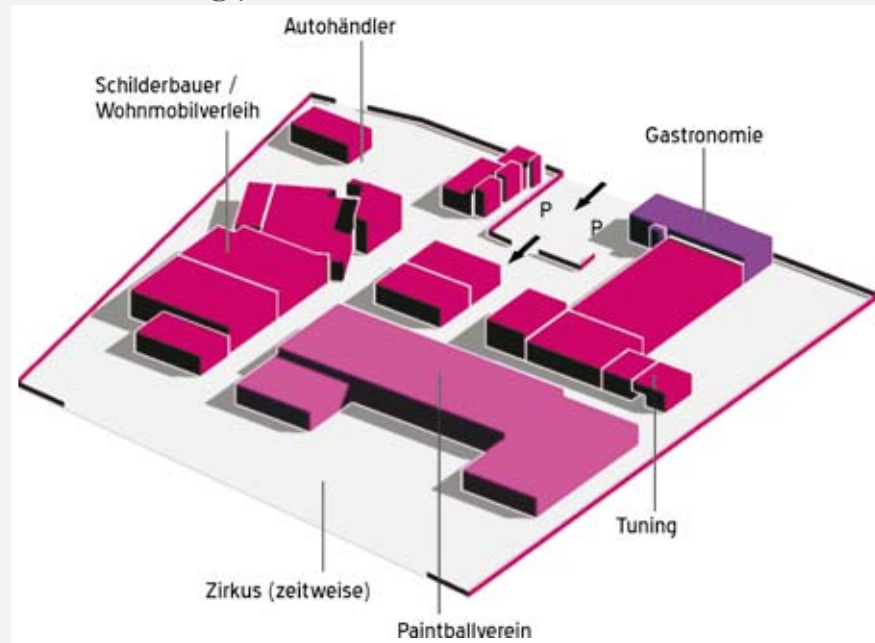 Autohändler
Schilderbauer /
Wohnmobilverleih
Gastronomie
P
P
Tuning
Zirkus (zeitweise)
Paintballverein